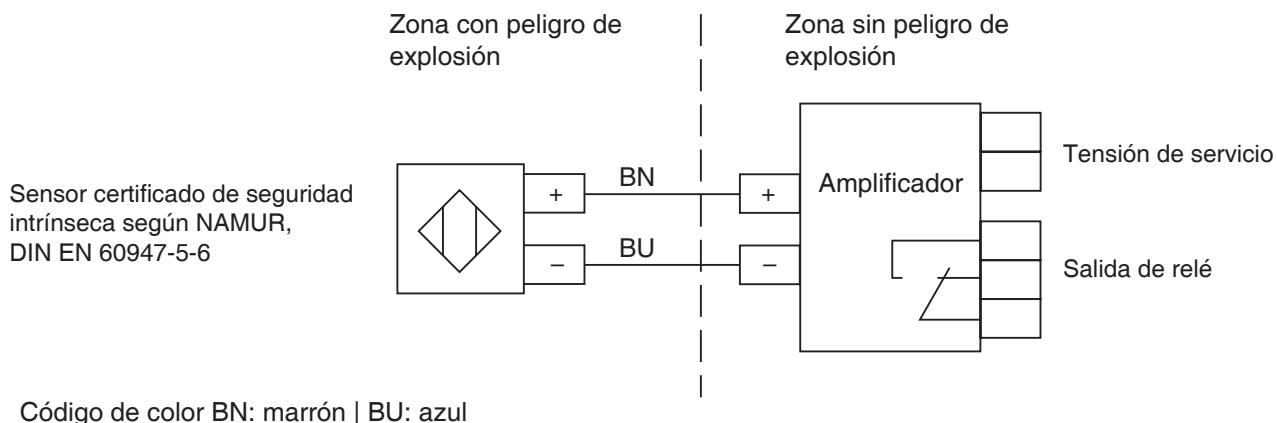 Zona con peligro de
explosión
Zona sin peligro de
explosión
Sensor certificado de seguridad
intrínseca según NAMUR,
DIN EN 60947-5-6
+
BN
+
–
BU
–
Amplificador
Tensión de servicio
Salida de relé
Código de color BN: marrón | BU: azul